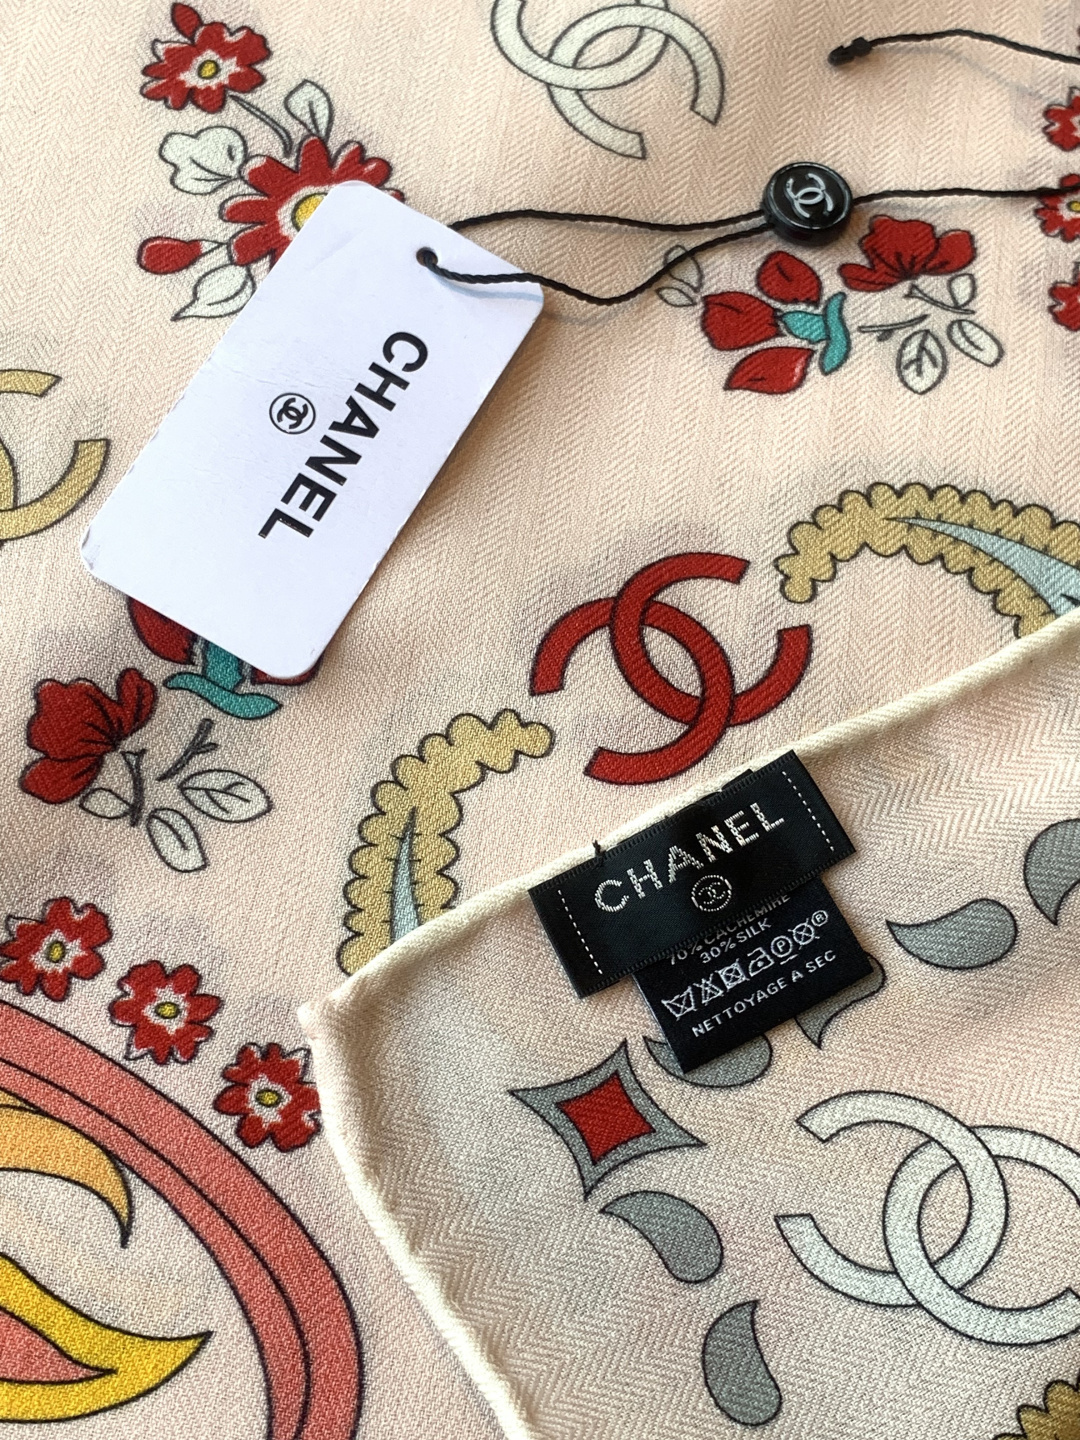 CHANEL
CHANEL
70% CACHEMIRE
30% SILK
NETTOYAGE A SEC